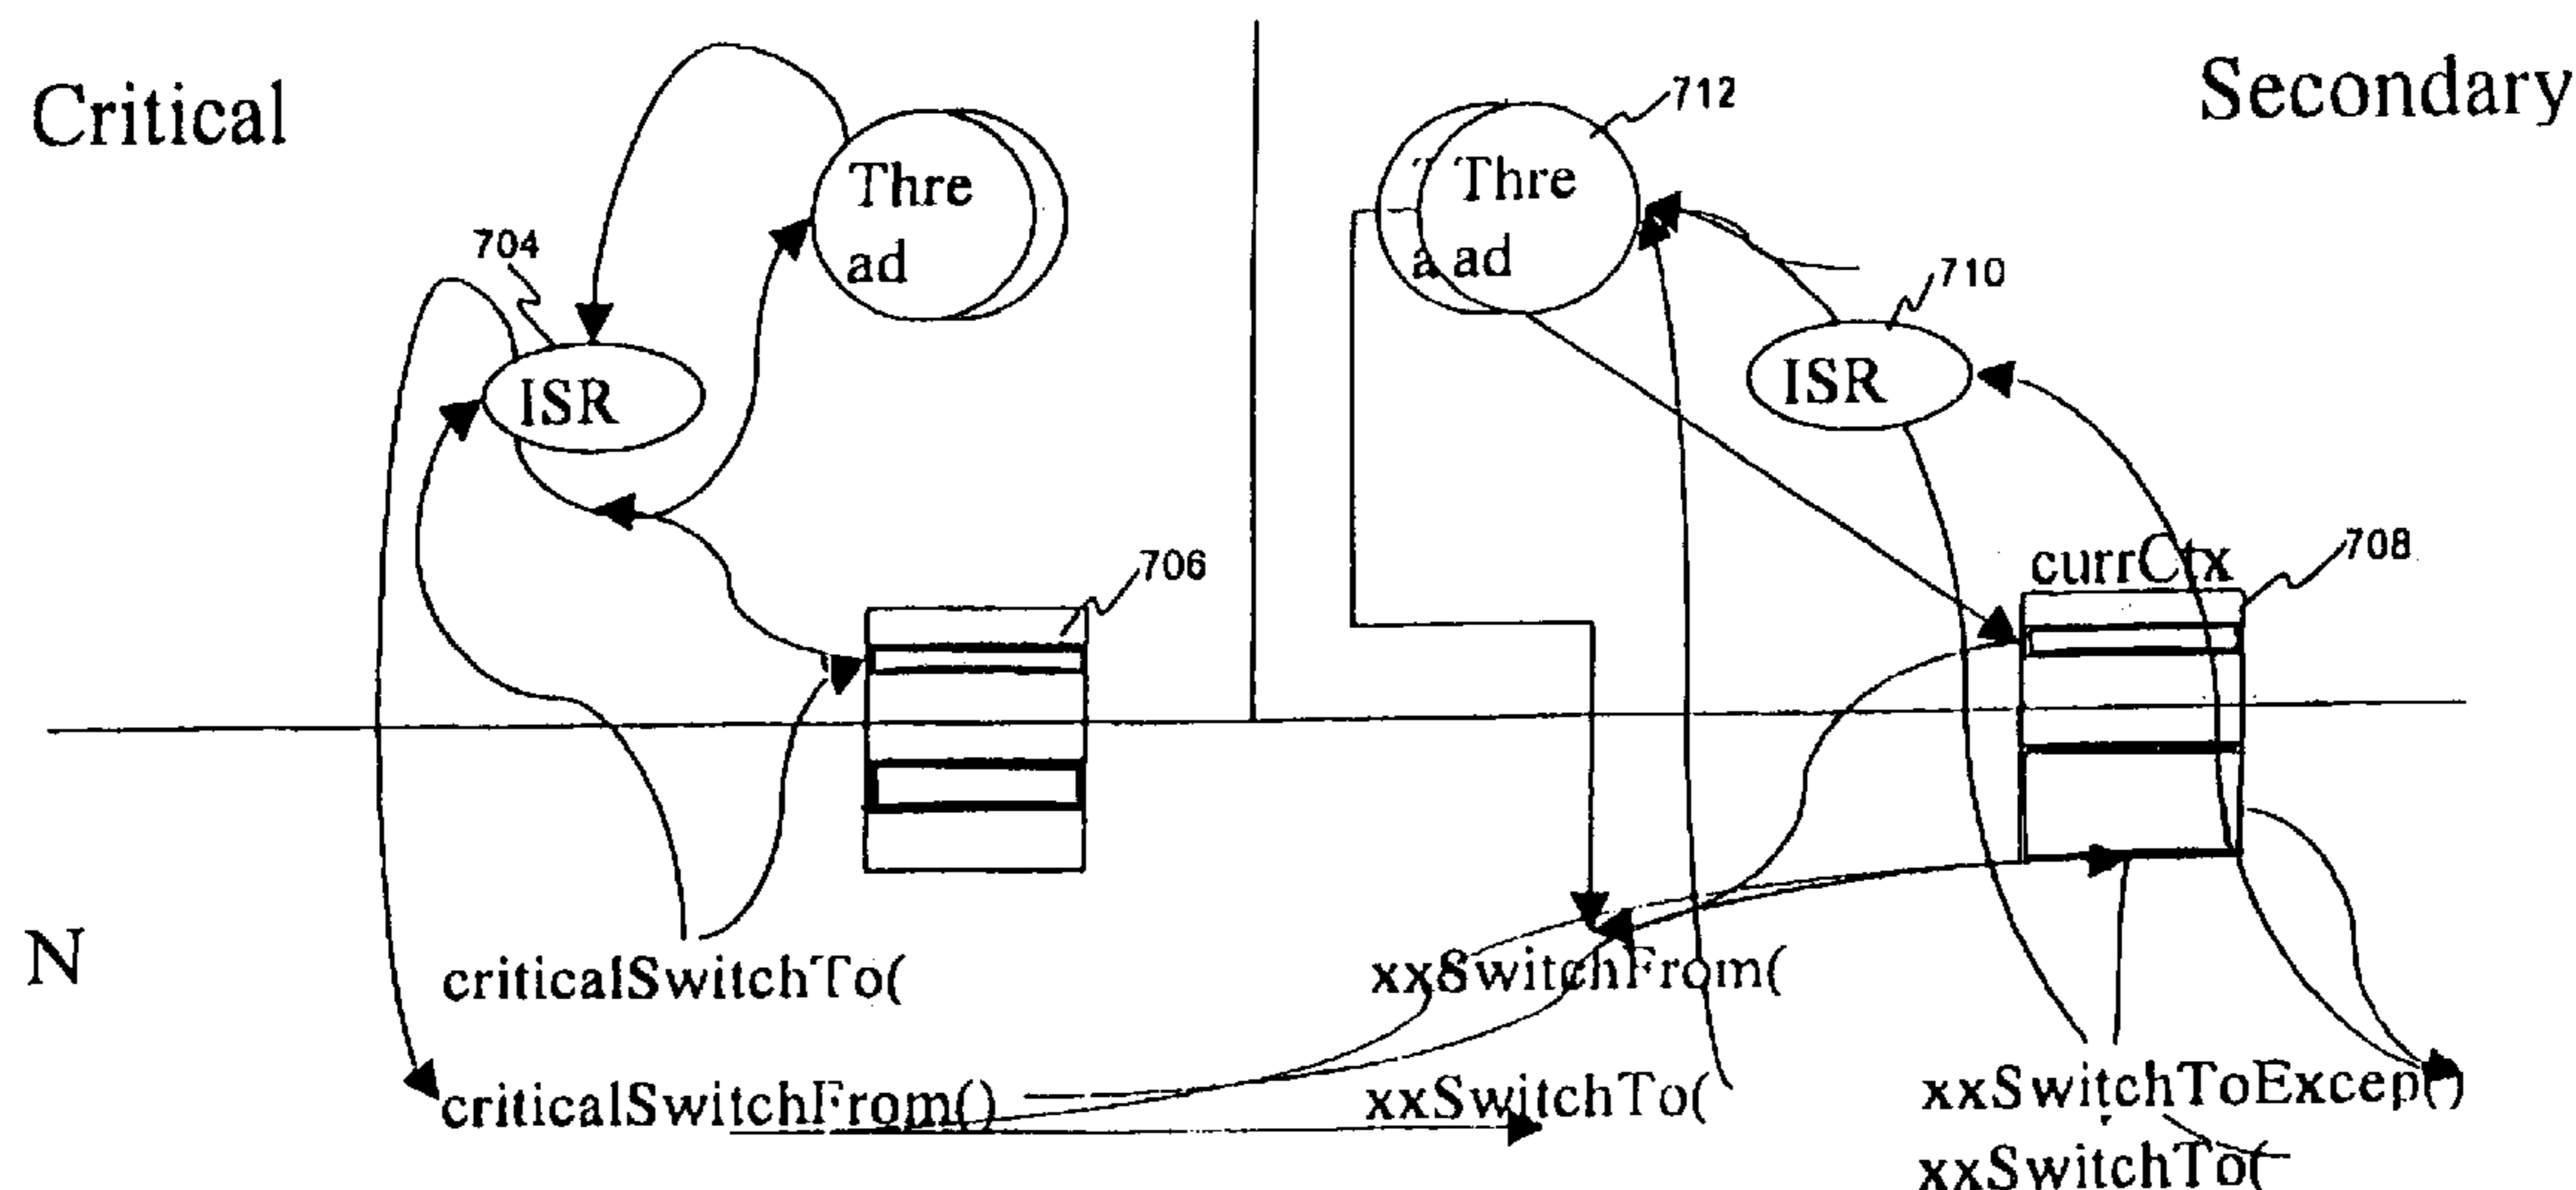 Critical
Secondary
712
Thre
ad
Thre
ad
704
710
ISR
ISR
706
currCtx
708
N
criticalSwitchTo(
xxSwitchFrom(
criticalSwitchFrom()
xxSwitchTo(
xxSwitchToExcep()
xxSwitchTo(